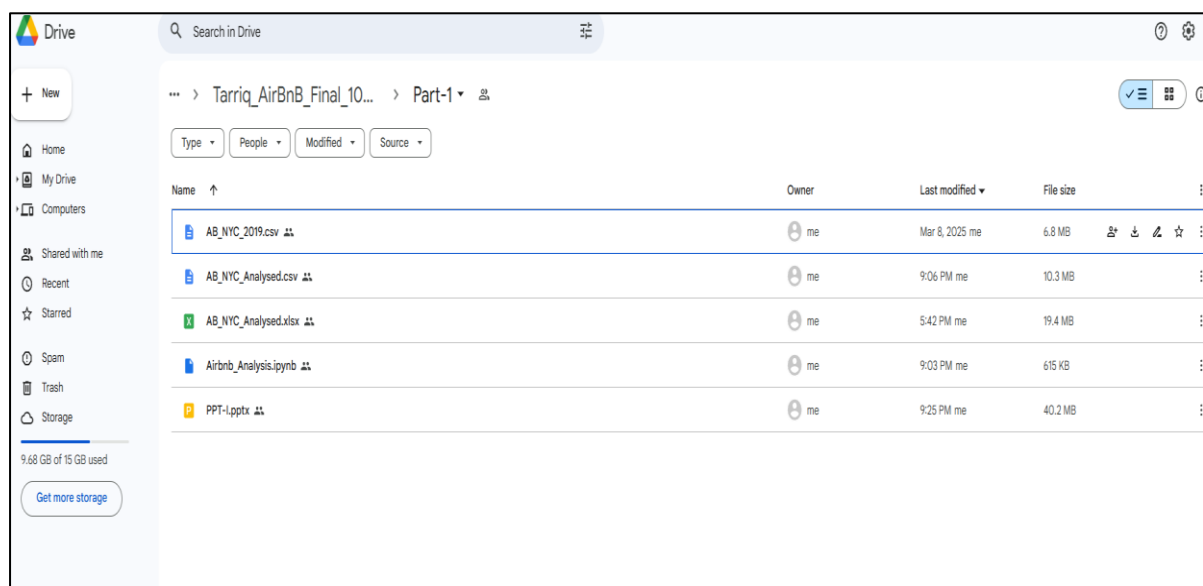 Drive
Search in Drive
New
Tarriq_AirBnB_Final_10... > Part-1
Type People Modified Source
Home
My Drive
Computers
Shared with me
Recent
Starred
Spam
Trash
Storage
9.68 GB of 15 GB used
Get more storage
Name Owner Last modified File size
AB_NYC_2019.csv me Mar 8, 2025 me 6.8 MB
AB_NYC_Analysed.csv me 9:06 PM me 10.3 MB
AB_NYC_Analysed.xlsx me 5:42 PM me 19.4 MB
Airbnb_Analysis.ipynb me 9:03 PM me 615 KB
PPT-I.pptx me 9:25 PM me 40.2 MB